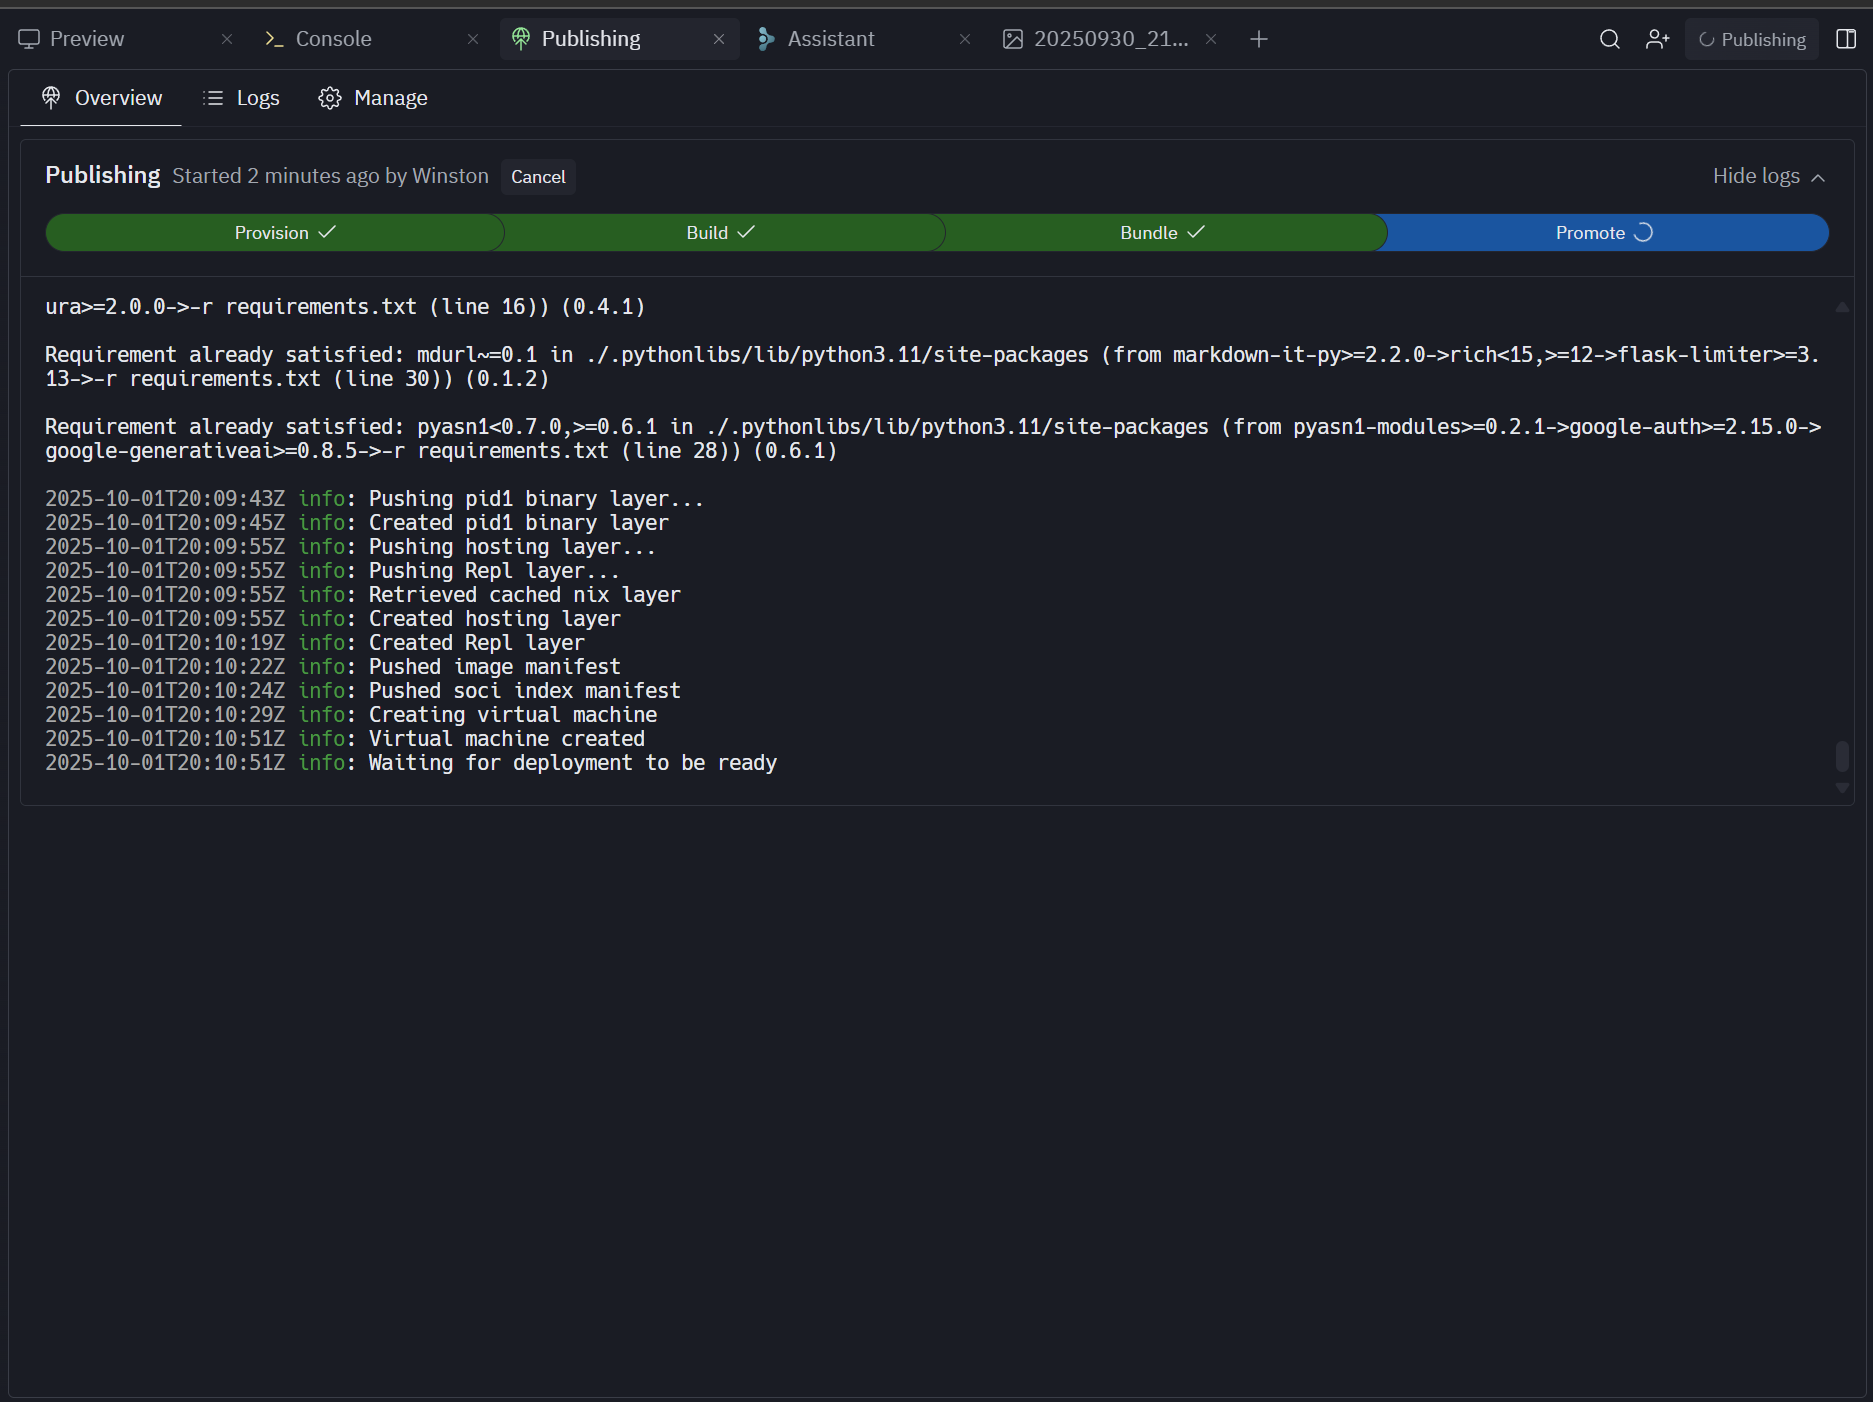 Preview
Console
Publishing
Assistant
20250930_21...
Publishing
Overview
Logs
Manage
Publishing Started 2 minutes ago by Winston Cancel
Hide logs
Provision
Build
Bundle
Promote
ura>=2.0.0->-r requirements.txt (line 16)) (0.4.1)
Requirement already satisfied: mdurl~=0.1 in ./.pythonlibs/lib/python3.11/site-packages (from markdown-it-py>=2.2.0->rich<15,>=12->flask-limiter>=3.
13->-r requirements.txt (line 30)) (0.1.2)
Requirement already satisfied: pyasn1<0.7.0,>=0.6.1 in ./.pythonlibs/lib/python3.11/site-packages (from pyasn1-modules>=0.2.1->google-auth>=2.15.0->
google-generativeai>=0.8.5->-r requirements.txt (line 28)) (0.6.1)
2025-10-01T20:09:43Z info: Pushing pid1 binary layer...
2025-10-01T20:09:45Z info: Created pid1 binary layer
2025-10-01T20:09:55Z info: Pushing hosting layer...
2025-10-01T20:09:55Z info: Pushing Repl layer...
2025-10-01T20:09:55Z info: Retrieved cached nix layer
2025-10-01T20:09:55Z info: Created hosting layer
2025-10-01T20:10:19Z info: Created Repl layer
2025-10-01T20:10:22Z info: Pushed image manifest
2025-10-01T20:10:24Z info: Pushed soci index manifest
2025-10-01T20:10:29Z info: Creating virtual machine
2025-10-01T20:10:51Z info: Virtual machine created
2025-10-01T20:10:51Z info: Waiting for deployment to be ready